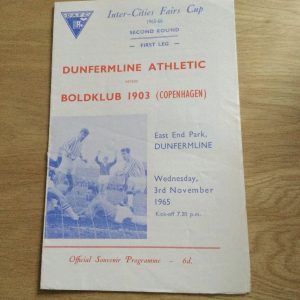 D.A.F.C.
Inter-Cities Fairs Cup
1965-66
SECOND ROUND
- FIRST LEG -
DUNFERMLINE ATHLETIC
versus
BOLDKLUB 1903 (COPENHAGEN)
East End Park,
DUNFERMLINE
Wednesday,
3rd November
1965
Kick-off 7.30 p.m.
Official Souvenir Programme - 6d.